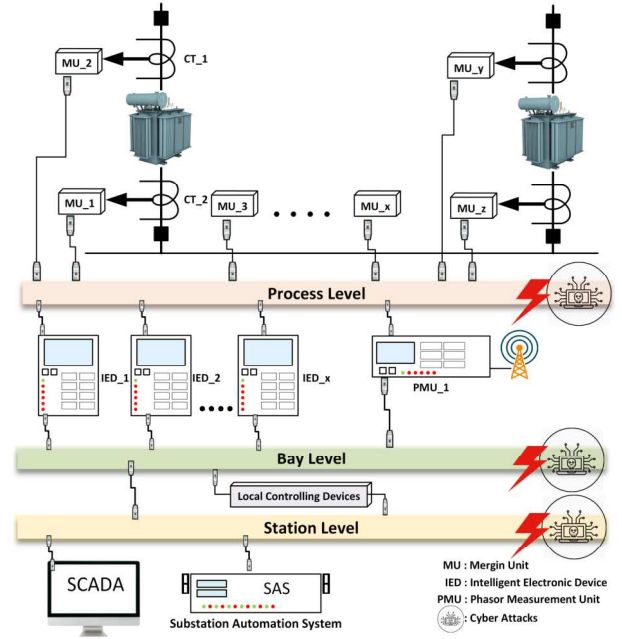 MU_2
CT_1
MU_y
MU_1
CT_2
MU_3
MU_x
MU_z
Process Level
IED_1
IED_2
IED_x
PMU_1
Bay Level
Local Controlling Devices
Station Level
SCADA
SAS
Substation Automation System
MU : Mergin Unit
IED : Intelligent Electronic Device
PMU : Phasor Measurement Unit
: Cyber Attacks